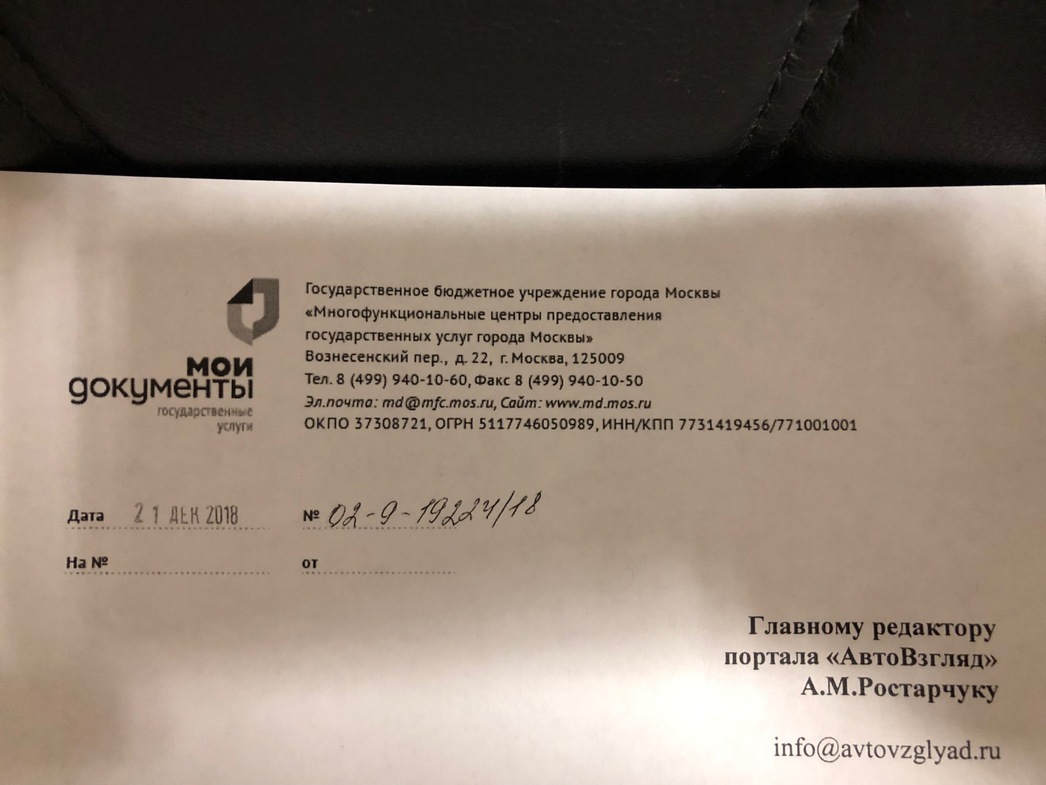 Государственное бюджетное учреждение города Москвы
«Многофункциональные центры предоставления
государственных услуг города Москвы»
Вознесенский пер., д. 22, г. Москва, 125009
Тел. 8 (499) 940-10-60, Факс 8 (499) 940-10-50
Эл.почта: md@mfc.mos.ru, Сайт: www.md.mos.ru
ОКПО 37308721, ОГРН 5117746050989, ИНН/КПП 7731419456/771001001
мои
документы
государственные
услуги
Дата 21 ДЕК 2018 № 02-9-19224/18
На № от
Главному редактору
портала «АвтоВзгляд»
А.М.Ростарчуку
info@avtovzglyad.ru